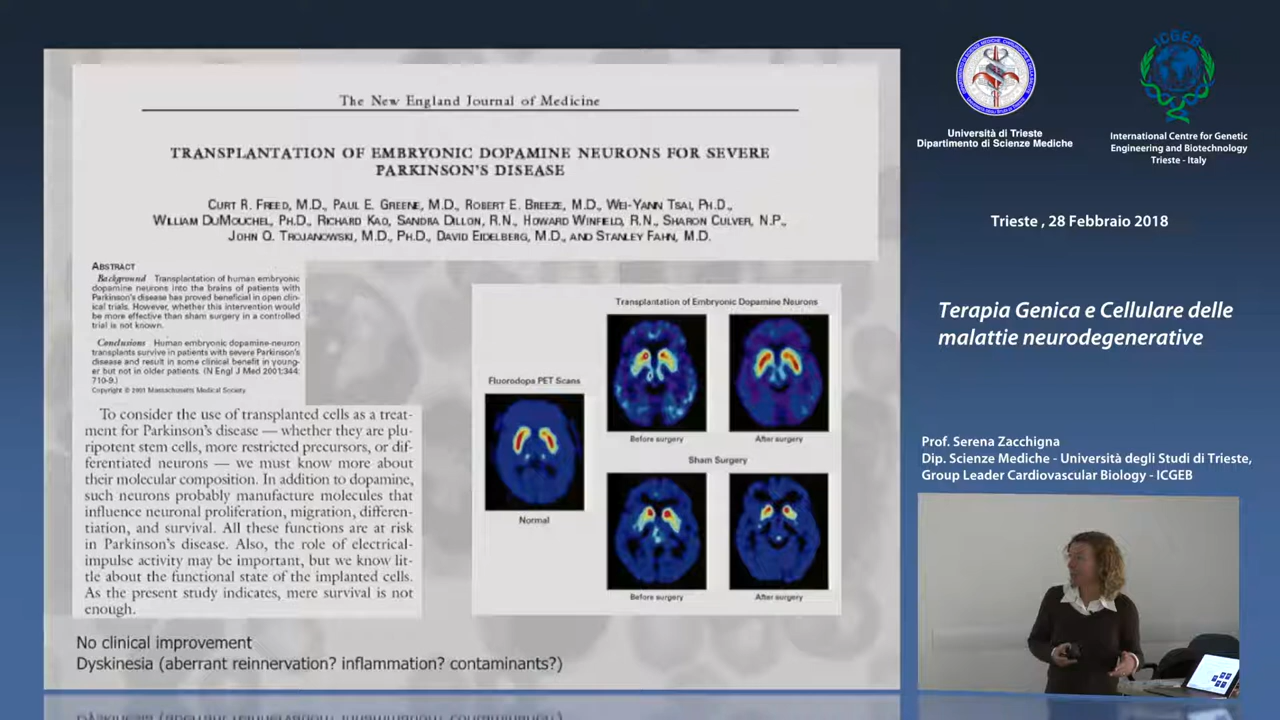 The New England Journal of Medicine
TRANSPLANTATION OF EMBRYONIC DOPAMINE NEURONS FOR SEVERE
PARKINSON'S DISEASE
CURT R. FREED, M.D., PAUL E. GREENE, M.D., ROBERT E. BREEZE, M.D., WEI-YANN TSAI, PH.D.,
WILLIAM DUMOUCHEL, PH.D., RICHARD KAO, SANDRA DILLON, R.N., HOWARD WINFIELD, R.N., SHARON CULVER, N.P.,
JOHN Q. TROJANOWSKI, M.D., PH.D., DAVID EIDELBERG, M.D., AND STANLEY FAHN, M.D.
ABSTRACT
Background Transplantation of human embryonic
dopamine neurons into the brains of patients with
Parkinson's disease has proved beneficial in open clin-
ical trials. However, whether this intervention would
be more effective than sham surgery in a controlled
trial is not known.
Conclusions Human embryonic dopamine-neuron
transplants survive in patients with severe Parkinson's
disease and result in some clinical benefit in young-
er but not in older patients. (N Engl J Med 2001;344:
710-9.)
Copyright © 2001 Massachusetts Medical Society
To consider the use of transplanted cells as a treat-
ment for Parkinson's disease — whether they are plu-
ripotent stem cells, more restricted precursors, or dif-
ferentiated neurons — we must know more about
their molecular composition. In addition to dopamine,
such neurons probably manufacture molecules that
influence neuronal proliferation, migration, differen-
tiation, and survival. All these functions are at risk
in Parkinson's disease. Also, the role of electrical-
impulse activity may be important, but we know lit-
tle about the functional state of the implanted cells.
As the present study indicates, mere survival is not
enough.
Transplantation of Embryonic Dopamine Neurons
Fluorodopa PET Scans
Before surgery
After surgery
Sham Surgery
Normal
Before surgery
After surgery
No clinical improvement
Dyskinesia (aberrant reinnervation? inflammation? contaminants?)
Università di Trieste
Dipartimento di Scienze Mediche
ICGEB
International Centre for Genetic
Engineering and Biotechnology
Trieste - Italy
Trieste , 28 Febbraio 2018
Terapia Genica e Cellulare delle
malattie neurodegenerative
Prof. Serena Zacchigna
Dip. Scienze Mediche - Università degli Studi di Trieste,
Group Leader Cardiovascular Biology - ICGEB